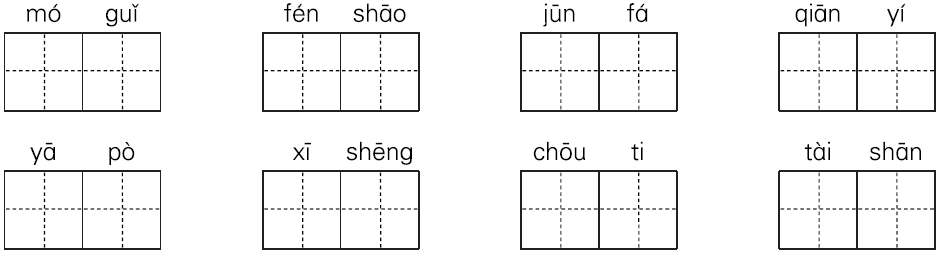 mó guǐ fén shāo jūn fá qiān yí
yā pò xī shēng chōu ti tài shān